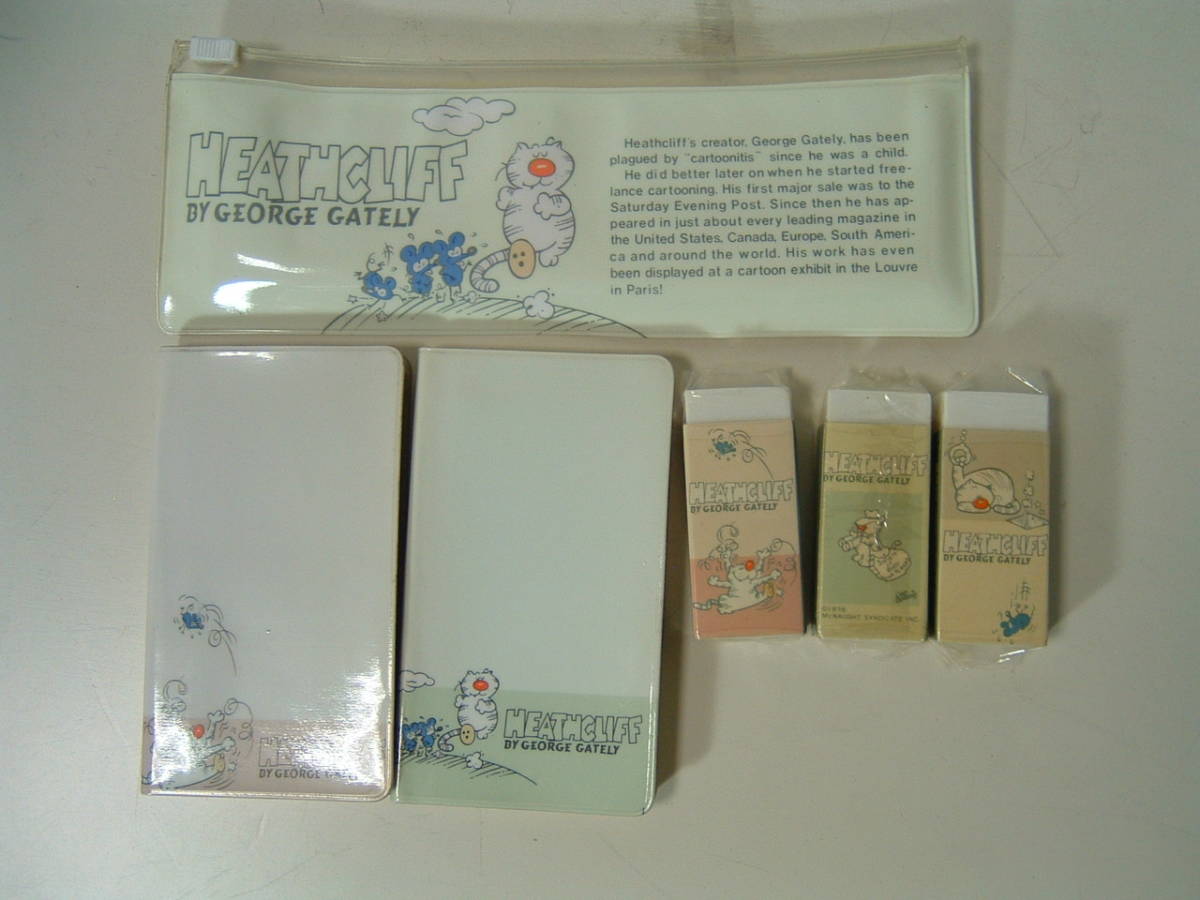 HEATHCLIFF
BY GEORGE GATELY
Heathcliff's creator, George Gately, has been
plagued by "cartoonitis" since he was a child.
He did better later on when he started free-
lance cartooning. His first major sale was to the
Saturday Evening Post. Since then he has ap-
peared in just about every leading magazine in
the United States, Canada, Europe, South Ameri-
ca and around the world. His work has even
been displayed at a cartoon exhibit in the Louvre
in Paris!
BY GEORGE GATELY
HEATHCLIFF
BY GEORGE GATELY
HEATHCLIFF
BY GEORGE GATELY
HEATHCLIFF
BY GEORGE GATELY
McNAUGHT SYNDICATE INC.
HEATHCLIFF
BY GEORGE GATELY